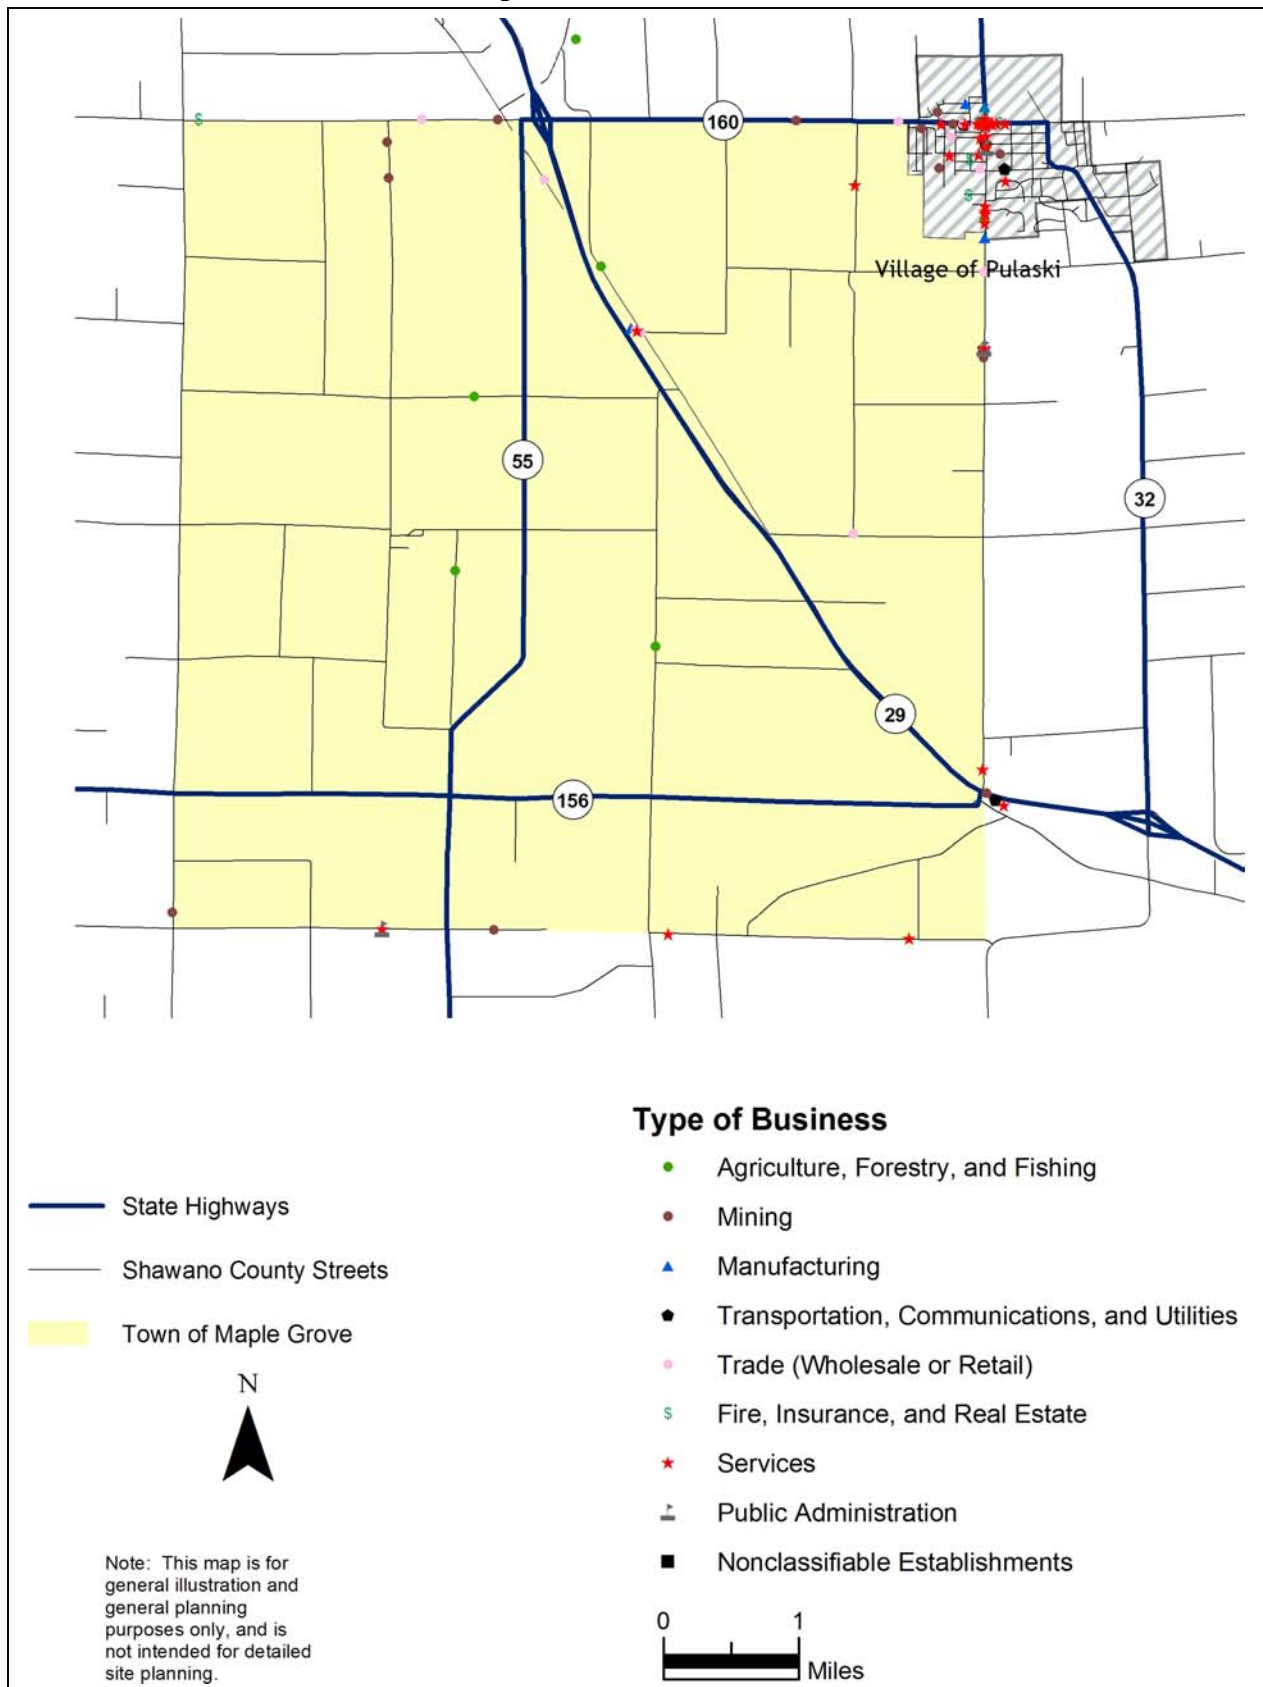 160
Village of Pulaski
55
32
29
156
Type of Business
Agriculture, Forestry, and Fishing
Mining
Manufacturing
Transportation, Communications, and Utilities
Trade (Wholesale or Retail)
$ Fire, Insurance, and Real Estate
Services
Public Administration
Nonclassifiable Establishments
State Highways
Shawano County Streets
Town of Maple Grove
N
Note: This map is for
general illustration and
general planning
purposes only, and is
not intended for detailed
site planning.
0 1
Miles